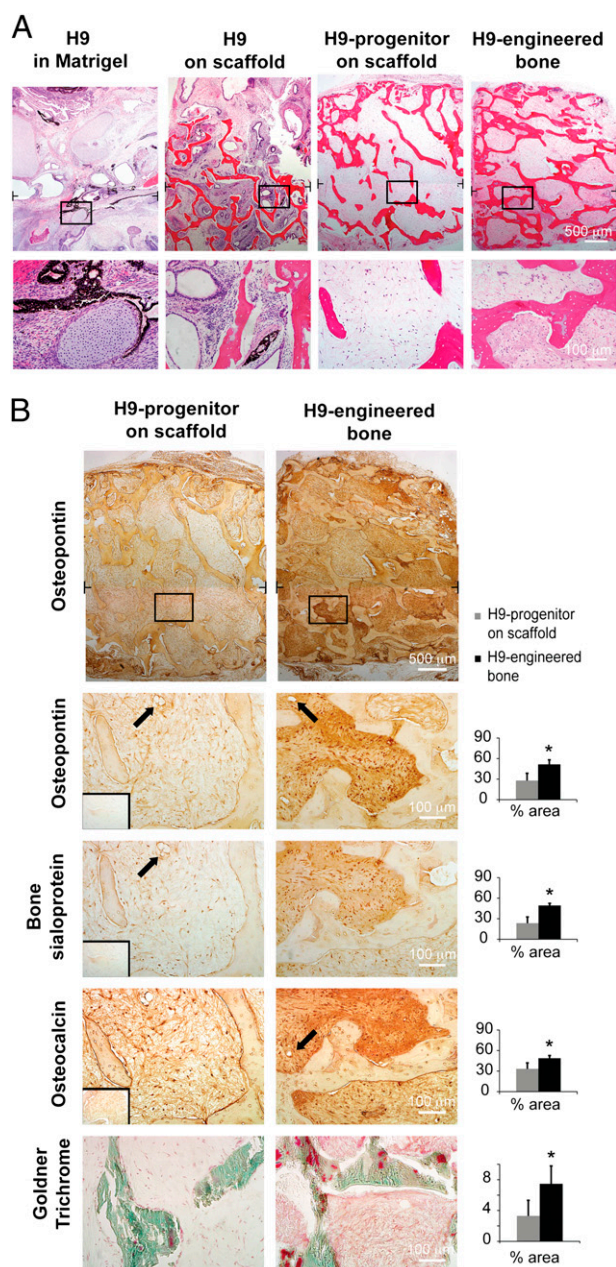 A
H9
in Matrigel
H9
on scaffold
H9-progenitor
on scaffold
H9-engineered
bone
500 µm
100 µm
B
H9-progenitor
on scaffold
H9-engineered
bone
Osteopontin
500 µm
H9-progenitor
on scaffold
H9-engineered
bone
Osteopontin
100 µm
90
60
30
0
*
% area
Bone
sialoprotein
100 µm
90
60
30
0
*
% area
Osteocalcin
100 µm
90
60
30
0
*
% area
Goldner
Trichrome
100 µm
8
4
0
*
% area